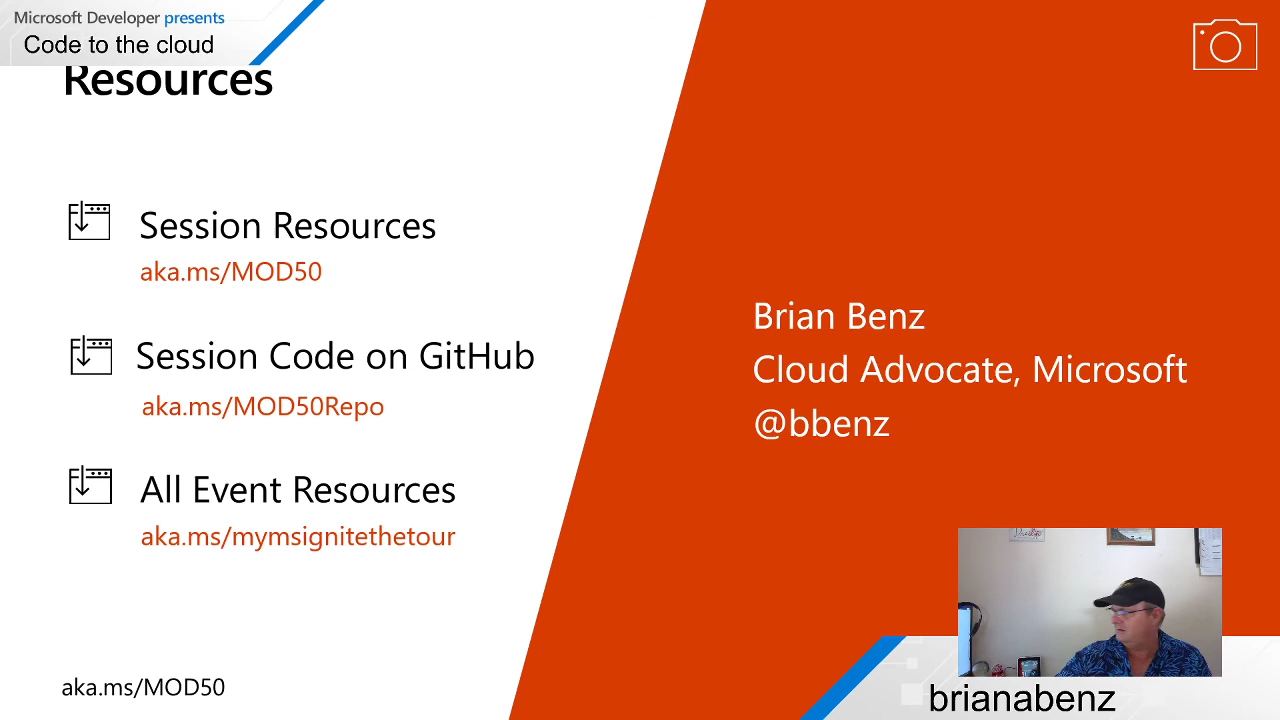 Microsoft Developer presents
Code to the cloud
Resources
Session Resources
aka.ms/MOD50
Session Code on GitHub
aka.ms/MOD50Repo
All Event Resources
aka.ms/mymsignitethetour
aka.ms/MOD50
Brian Benz
Cloud Advocate, Microsoft
@bbenz
brianabenz